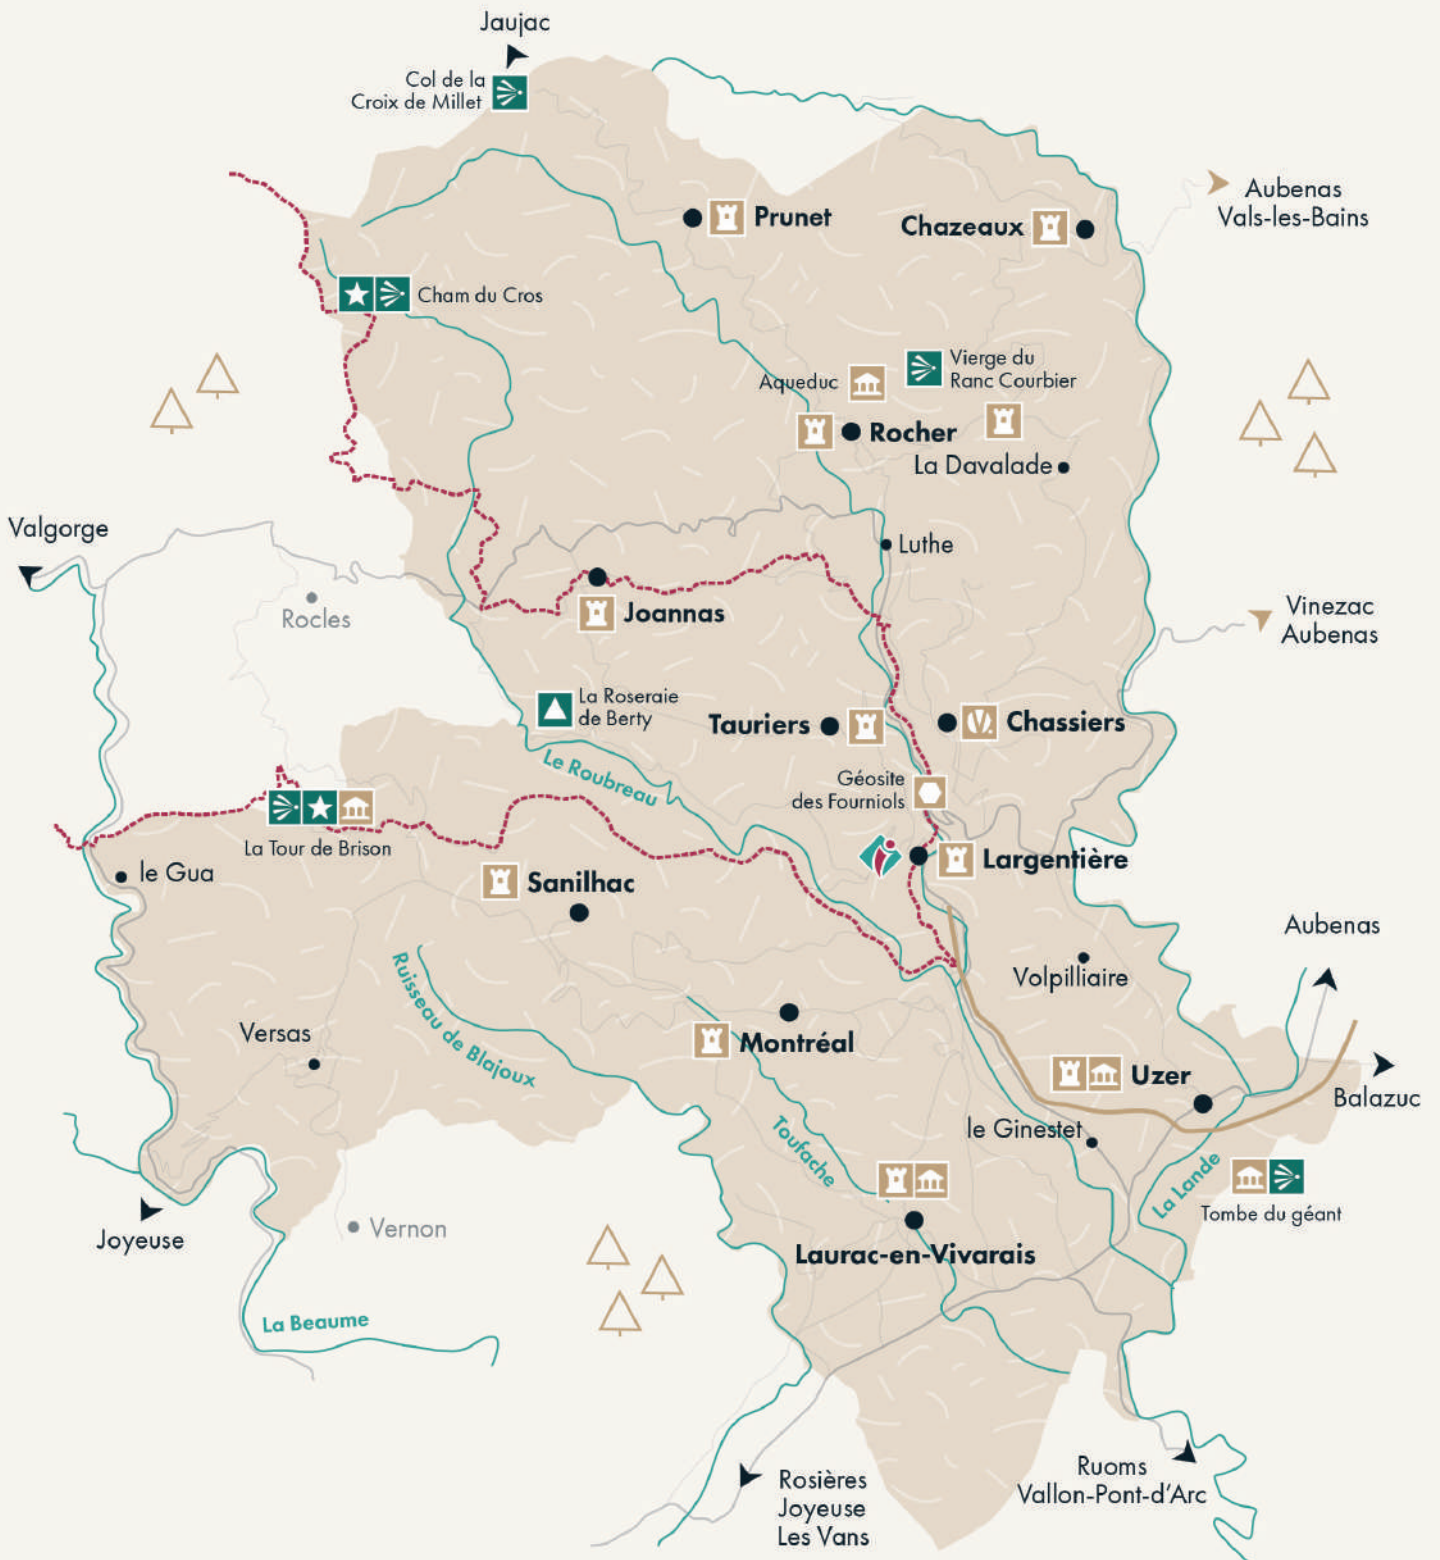 Jaujac
Col de la
Croix de Millet
Aubenas
Vals-les-Bains
Prunet
Chazeaux
Cham du Cros
Vierge du
Ranc Courbier
Aqueduc
Rocher
La Davalade
Valgorge
Luthe
Rocles
Joannas
Vinezac
Aubenas
La Roseraie
de Berty
Tauriers
Chassiers
Le Roubreau
Géosite
des Fourniols
La Tour de Brison
Largentière
le Gua
Sanilhac
Aubenas
Volpilliaire
Versas
Ruisseau de Blajoux
Montréal
Uzer
Balazuc
le Ginestet
Toufache
La Lande
Tombe du géant
Joyeuse
Vernon
Laurac-en-Vivarais
La Beaume
Ruoms
Vallon-Pont-d'Arc
Rosières
Joyeuse
Les Vans